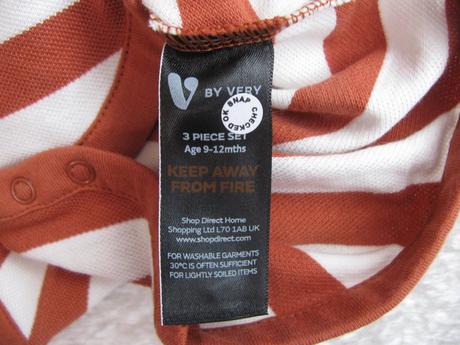 V BY VERY
SNAP
CHECKED OK
3 PIECE SET
Age 9-12mths
KEEP AWAY
FROM FIRE
Shop Direct Home
Shopping Ltd L70 1AB UK
www.shopdirect.com
FOR WASHABLE GARMENTS
30°C IS OFTEN SUFFICIENT
FOR LIGHTLY SOILED ITEMS